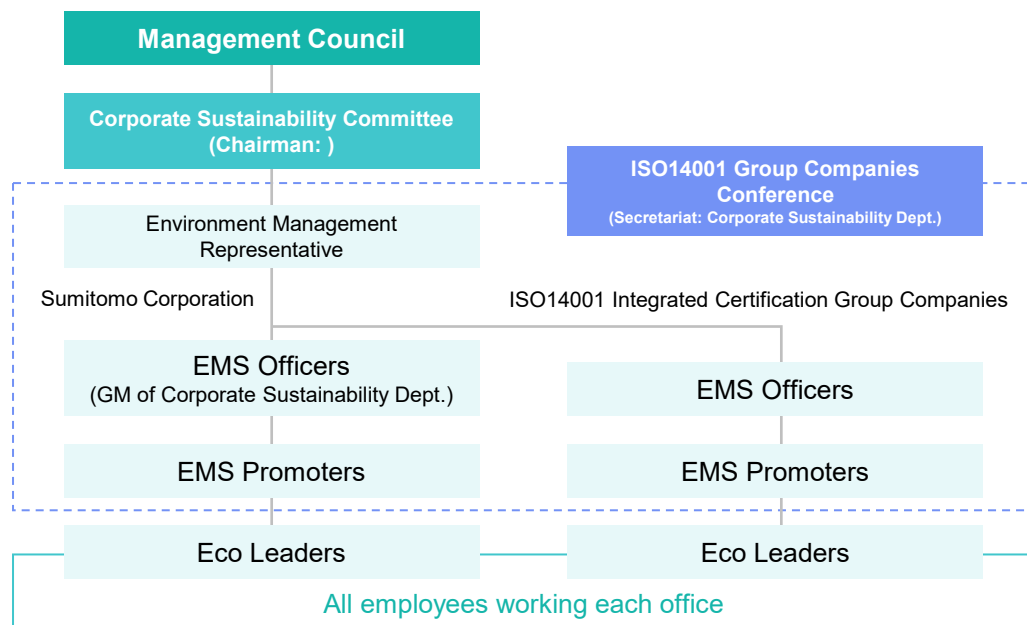 Management Council
Corporate Sustainability Committee
(Chairman: )
ISO14001 Group Companies
Conference
(Secretariat: Corporate Sustainability Dept.)
Environment Management
Representative
Sumitomo Corporation
ISO14001 Integrated Certification Group Companies
EMS Officers
(GM of Corporate Sustainability Dept.)
EMS Officers
EMS Promoters
EMS Promoters
Eco Leaders
Eco Leaders
All employees working each office